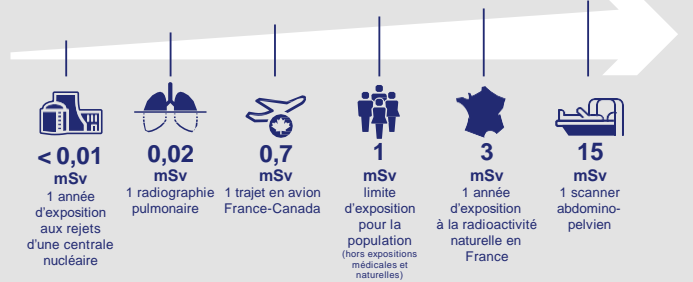 < 0,01
mSv
1 année
d'exposition
aux rejets
d'une centrale
nucléaire
0,02
mSv
1 radiographie
pulmonaire
0,7
mSv
1 trajet en avion
France-Canada
1
mSv
limite
d'exposition
pour la
population
(hors expositions
médicales et
naturelles)
3
mSv
1 année
d'exposition
à la radioactivité
naturelle en
France
15
mSv
1 scanner
abdomino-
pelvien